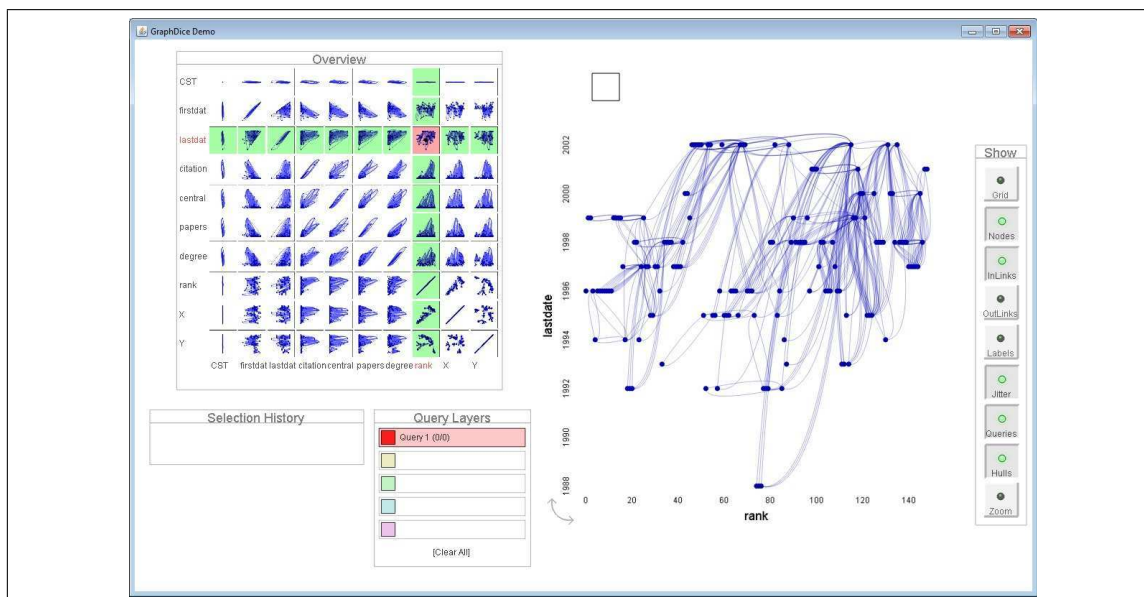 GraphDice Demo
Overview
CST
firstdat
lastdat
citation
central
papers
degree
rank
X
Y
CST firstdat lastdat citation central papers degree rank X Y
Selection History
Query Layers
Query 1 (0/0)
[Clear All]
lastdate
2002
2000
1998
1996
1994
1992
1990
1988
0 20 40 60 80 100 120 140
rank
Show
Grid
Nodes
InLinks
OutLinks
Labels
Jitter
Queries
Hulls
Zoom